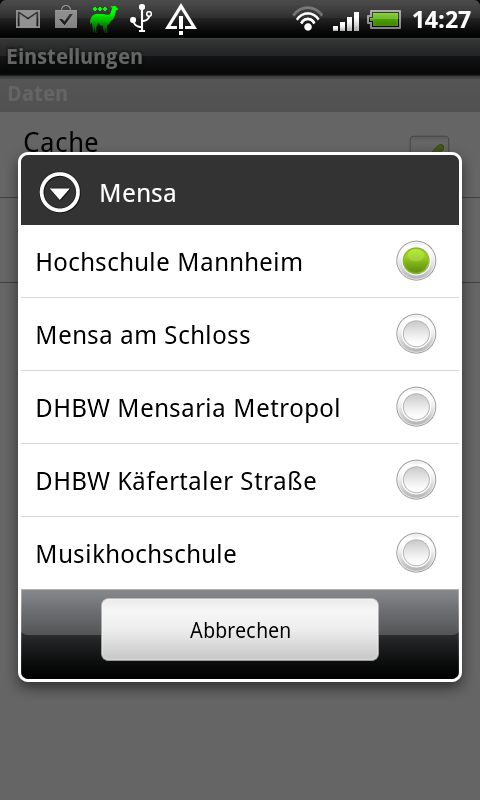 14:27
Einstellungen
Daten
Cache
Mensa
Hochschule Mannheim
Mensa am Schloss
DHBW Mensaria Metropol
DHBW Käfertaler Straße
Musikhochschule
Abbrechen